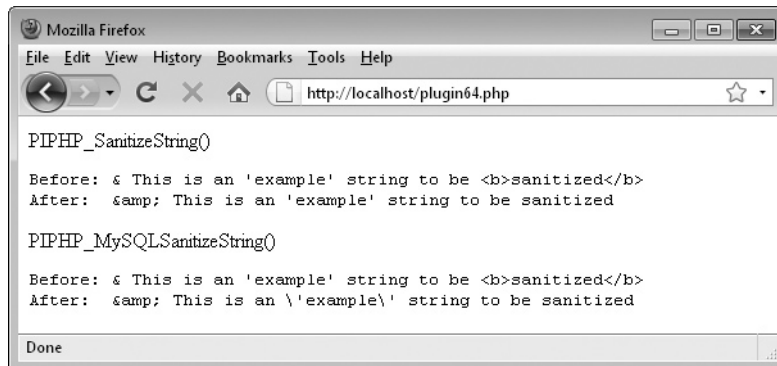 Mozilla Firefox
File Edit View History Bookmarks Tools Help
http://localhost/plugin64.php
PIPHP_SanitizeString()
Before: & This is an 'example' string to be <b>sanitized</b>
After:  &amp; This is an 'example' string to be sanitized
PIPHP_MySQLSanitizeString()
Before: & This is an 'example' string to be <b>sanitized</b>
After:  &amp; This is an \'example\' string to be sanitized
Done